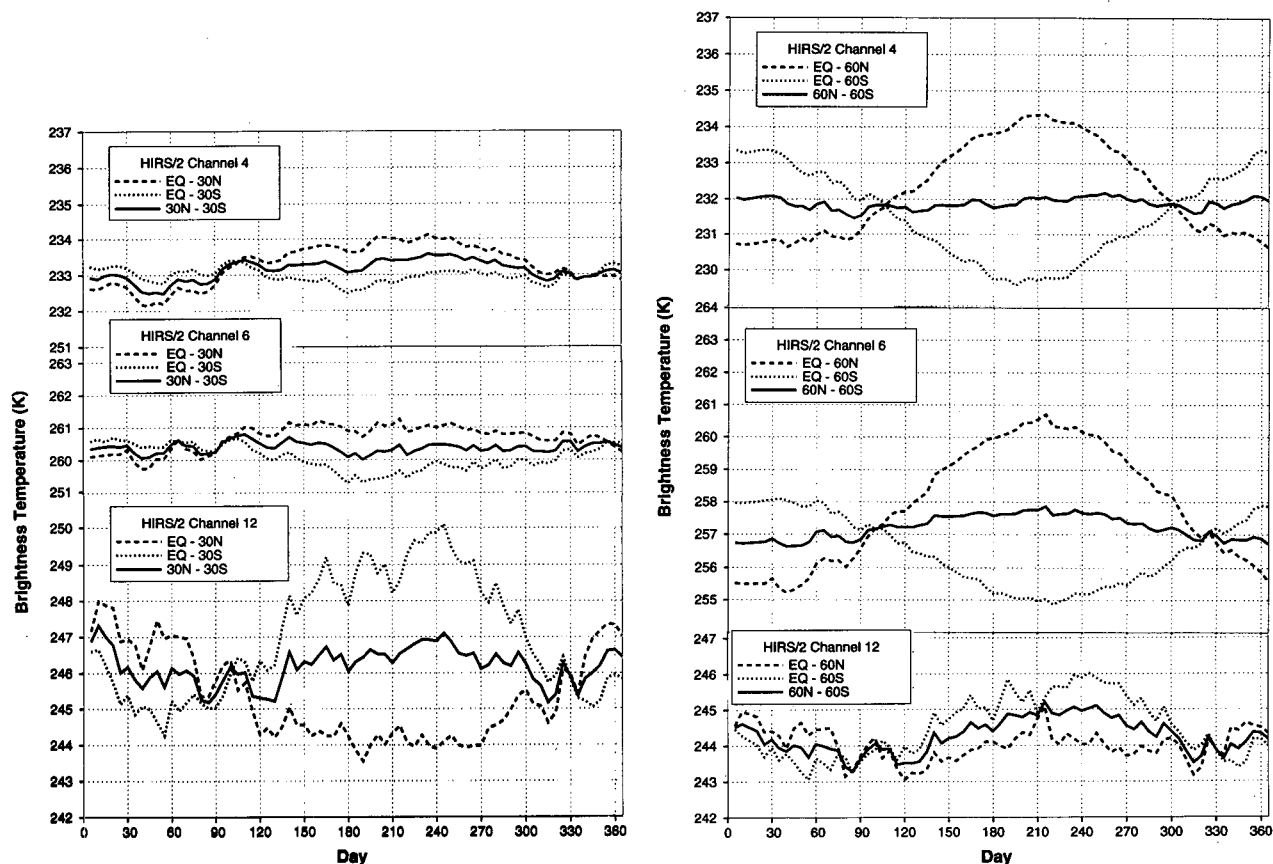 237
236
235
234
233
232
251
263
262
261
260
251
250
249
248
247
246
245
244
243
242
HIRS/2 Channel 4
EQ - 30N
EQ - 30S
30N - 30S
HIRS/2 Channel 6
EQ - 30N
EQ - 30S
30N - 30S
HIRS/2 Channel 12
EQ - 30N
EQ - 30S
30N - 30S
Brightness Temperature (K)
0 30 60 90 120 150 180 210 240 270 300 330 360
Day
237
236
235
234
233
232
231
230
264
263
262
261
260
259
258
257
256
255
247
246
245
244
243
242
HIRS/2 Channel 4
EQ - 60N
EQ - 60S
60N - 60S
HIRS/2 Channel 6
EQ - 60N
EQ - 60S
60N - 60S
HIRS/2 Channel 12
EQ - 60N
EQ - 60S
60N - 60S
Brightness Temperature (K)
0 30 60 90 120 150 180 210 240 270 300 330 360
Day